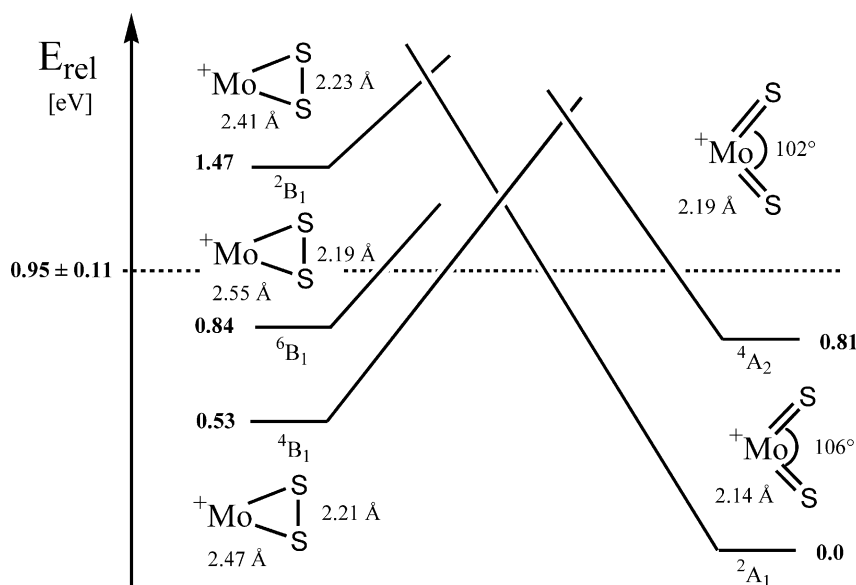 E_rel
[eV]
+Mo S S 2.23 Å
2.41 Å
1.47
²B₁
+Mo S S 2.19 Å
2.55 Å
0.95 ± 0.11
0.84
⁶B₁
0.53
⁴B₁
+Mo S S 2.21 Å
2.47 Å
+Mo S S 102°
2.19 Å
0.81
⁴A₂
+Mo S S 106°
2.14 Å
0.0
²A₁